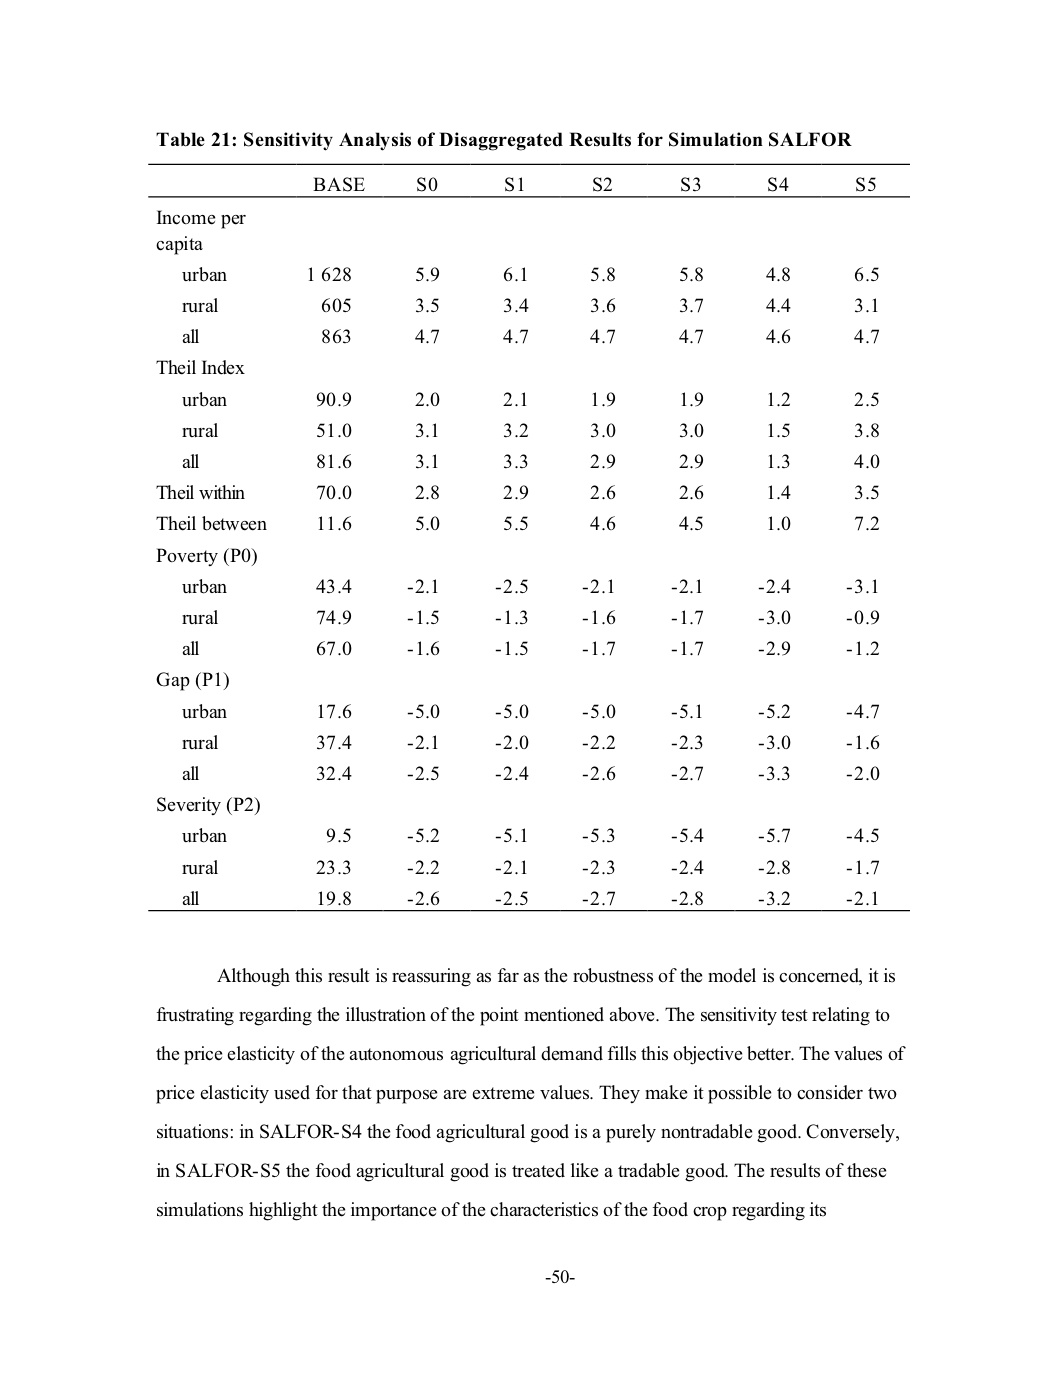 Table 21: Sensitivity Analysis of Disaggregated Results for Simulation SALFOR
BASE S0 S1 S2 S3 S4 S5
Income per
capita
urban 1 628 5.9 6.1 5.8 5.8 4.8 6.5
rural 605 3.5 3.4 3.6 3.7 4.4 3.1
all 863 4.7 4.7 4.7 4.7 4.6 4.7
Theil Index
urban 90.9 2.0 2.1 1.9 1.9 1.2 2.5
rural 51.0 3.1 3.2 3.0 3.0 1.5 3.8
all 81.6 3.1 3.3 2.9 2.9 1.3 4.0
Theil within 70.0 2.8 2.9 2.6 2.6 1.4 3.5
Theil between 11.6 5.0 5.5 4.6 4.5 1.0 7.2
Poverty (P0)
urban 43.4 -2.1 -2.5 -2.1 -2.1 -2.4 -3.1
rural 74.9 -1.5 -1.3 -1.6 -1.7 -3.0 -0.9
all 67.0 -1.6 -1.5 -1.7 -1.7 -2.9 -1.2
Gap (P1)
urban 17.6 -5.0 -5.0 -5.0 -5.1 -5.2 -4.7
rural 37.4 -2.1 -2.0 -2.2 -2.3 -3.0 -1.6
all 32.4 -2.5 -2.4 -2.6 -2.7 -3.3 -2.0
Severity (P2)
urban 9.5 -5.2 -5.1 -5.3 -5.4 -5.7 -4.5
rural 23.3 -2.2 -2.1 -2.3 -2.4 -2.8 -1.7
all 19.8 -2.6 -2.5 -2.7 -2.8 -3.2 -2.1
Although this result is reassuring as far as the robustness of the model is concerned, it is
frustrating regarding the illustration of the point mentioned above. The sensitivity test relating to
the price elasticity of the autonomous agricultural demand fills this objective better. The values of
price elasticity used for that purpose are extreme values. They make it possible to consider two
situations: in SALFOR-S4 the food agricultural good is a purely nontradable good. Conversely,
in SALFOR-S5 the food agricultural good is treated like a tradable good. The results of these
simulations highlight the importance of the characteristics of the food crop regarding its
-50-